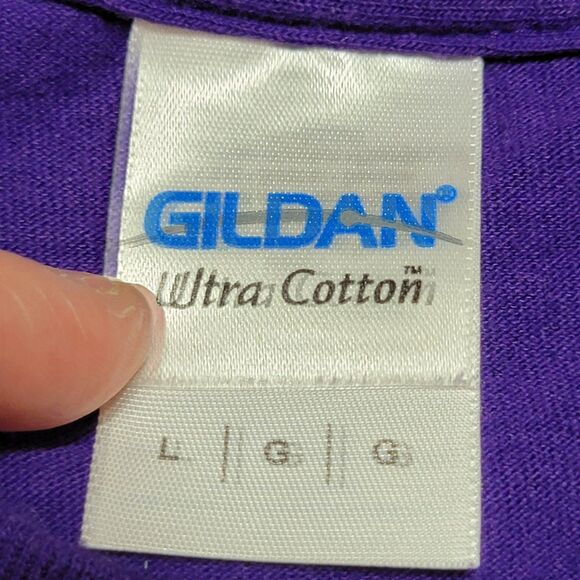 GILDAN®
Ultra Cotton™
L | G | G